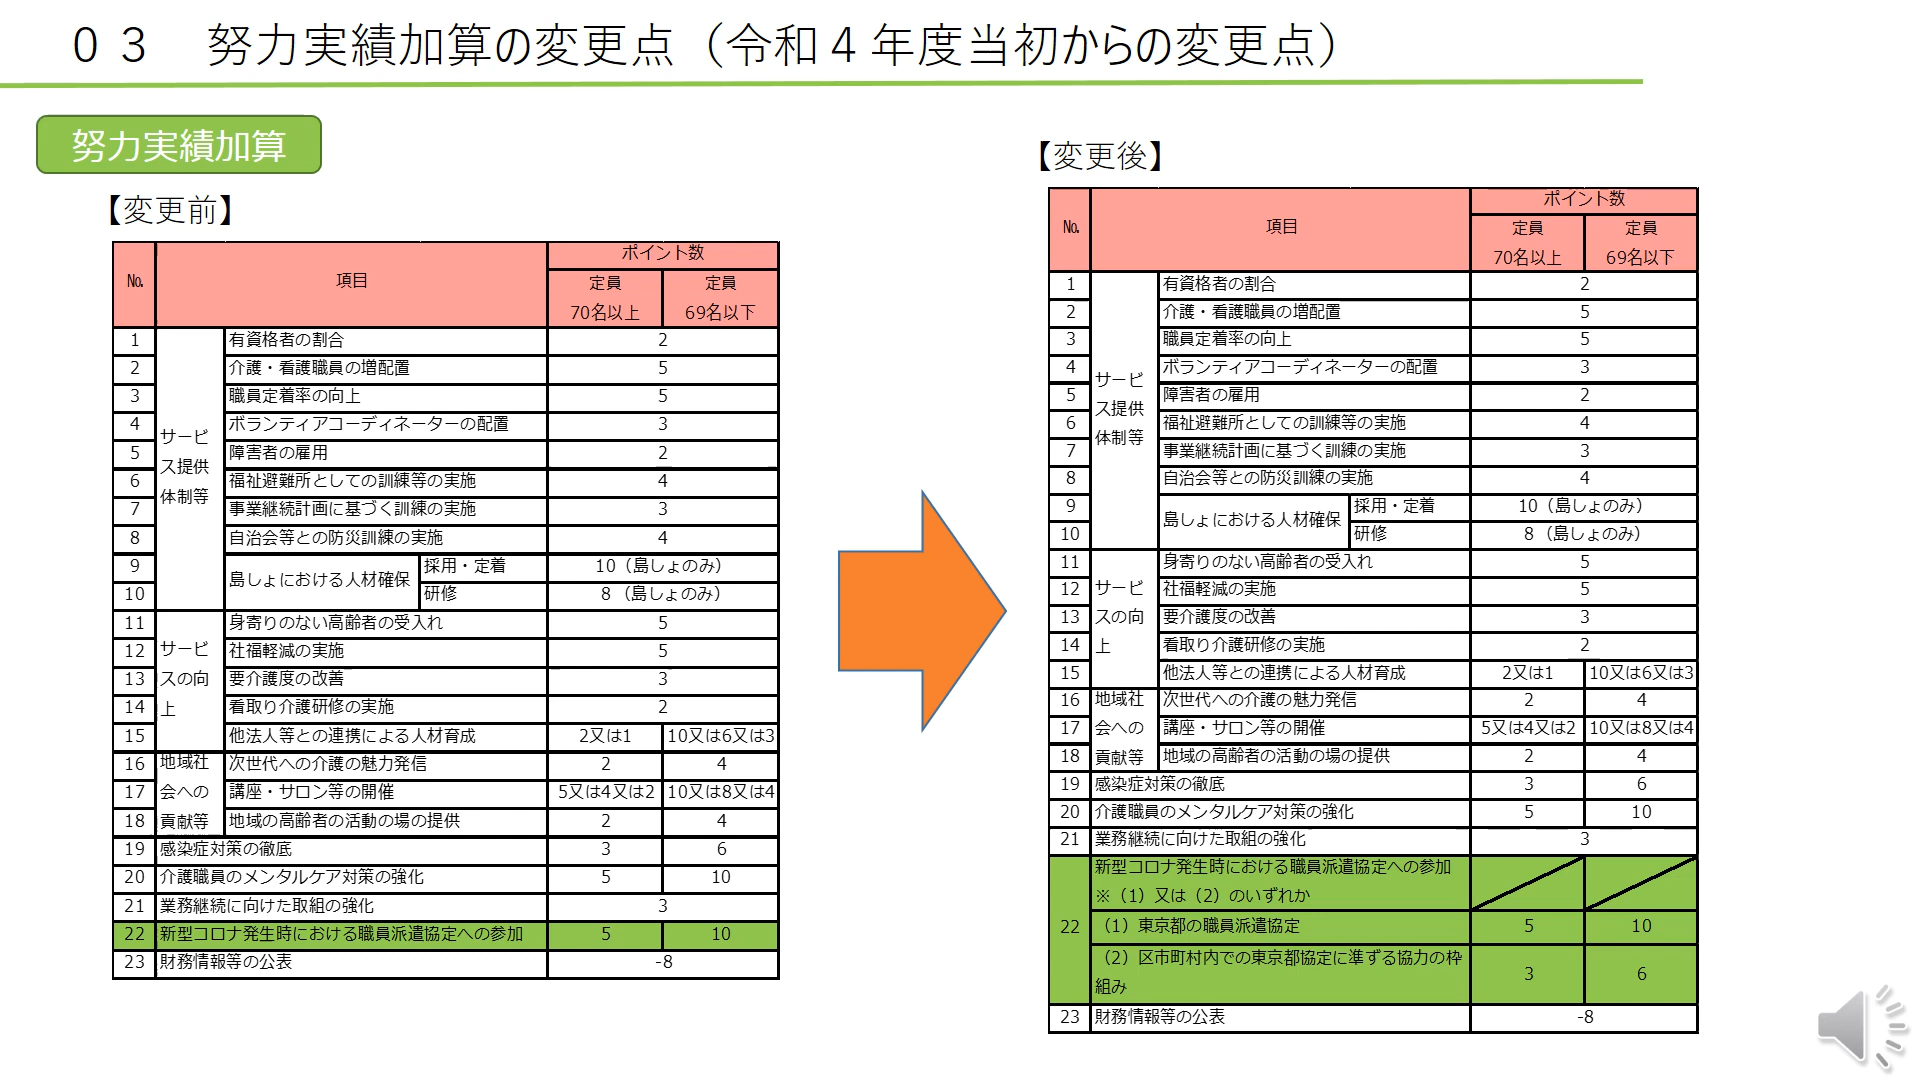 ０３　努力実績加算の変更点（令和４年度当初からの変更点）
努力実績加算
【変更前】
№ 項目 ポイント数
定員70名以上 定員69名以下
サービス提供体制等
1 有資格者の割合 2
2 介護・看護職員の増配置 5
3 職員定着率の向上 5
4 ボランティアコーディネーターの配置 3
5 障害者の雇用 2
6 福祉避難所としての訓練等の実施 4
7 事業継続計画に基づく訓練の実施 3
8 自治会等との防災訓練の実施 4
9 島しょにおける人材確保 採用・定着 10（島しょのみ）
10 研修 8（島しょのみ）
サービスの向上
11 身寄りのない高齢者の受入れ 5
12 社福軽減の実施 5
13 要介護度の改善 3
14 看取り介護研修の実施 2
15 他法人等との連携による人材育成 2又は1 10又は6又は3
地域社会への貢献等
16 次世代への介護の魅力発信 2 4
17 講座・サロン等の開催 5又は4又は2 10又は8又は4
18 地域の高齢者の活動の場の提供 2 4
19 感染症対策の徹底 3 6
20 介護職員のメンタルケア対策の強化 5 10
21 業務継続に向けた取組の強化 3
22 新型コロナ発生時における職員派遣協定への参加 5 10
23 財務情報等の公表 -8
【変更後】
№ 項目 ポイント数
定員70名以上 定員69名以下
サービス提供体制等
1 有資格者の割合 2
2 介護・看護職員の増配置 5
3 職員定着率の向上 5
4 ボランティアコーディネーターの配置 3
5 障害者の雇用 2
6 福祉避難所としての訓練等の実施 4
7 事業継続計画に基づく訓練の実施 3
8 自治会等との防災訓練の実施 4
9 島しょにおける人材確保 採用・定着 10（島しょのみ）
10 研修 8（島しょのみ）
サービスの向上
11 身寄りのない高齢者の受入れ 5
12 社福軽減の実施 5
13 要介護度の改善 3
14 看取り介護研修の実施 2
15 他法人等との連携による人材育成 2又は1 10又は6又は3
地域社会への貢献等
16 次世代への介護の魅力発信 2 4
17 講座・サロン等の開催 5又は4又は2 10又は8又は4
18 地域の高齢者の活動の場の提供 2 4
19 感染症対策の徹底 3 6
20 介護職員のメンタルケア対策の強化 5 10
21 業務継続に向けた取組の強化 3
22 新型コロナ発生時における職員派遣協定への参加
※（1）又は（2）のいずれか
（1）東京都の職員派遣協定 5 10
（2）区市町村内での東京都協定に準ずる協力の枠
組み 3 6
23 財務情報等の公表 -8